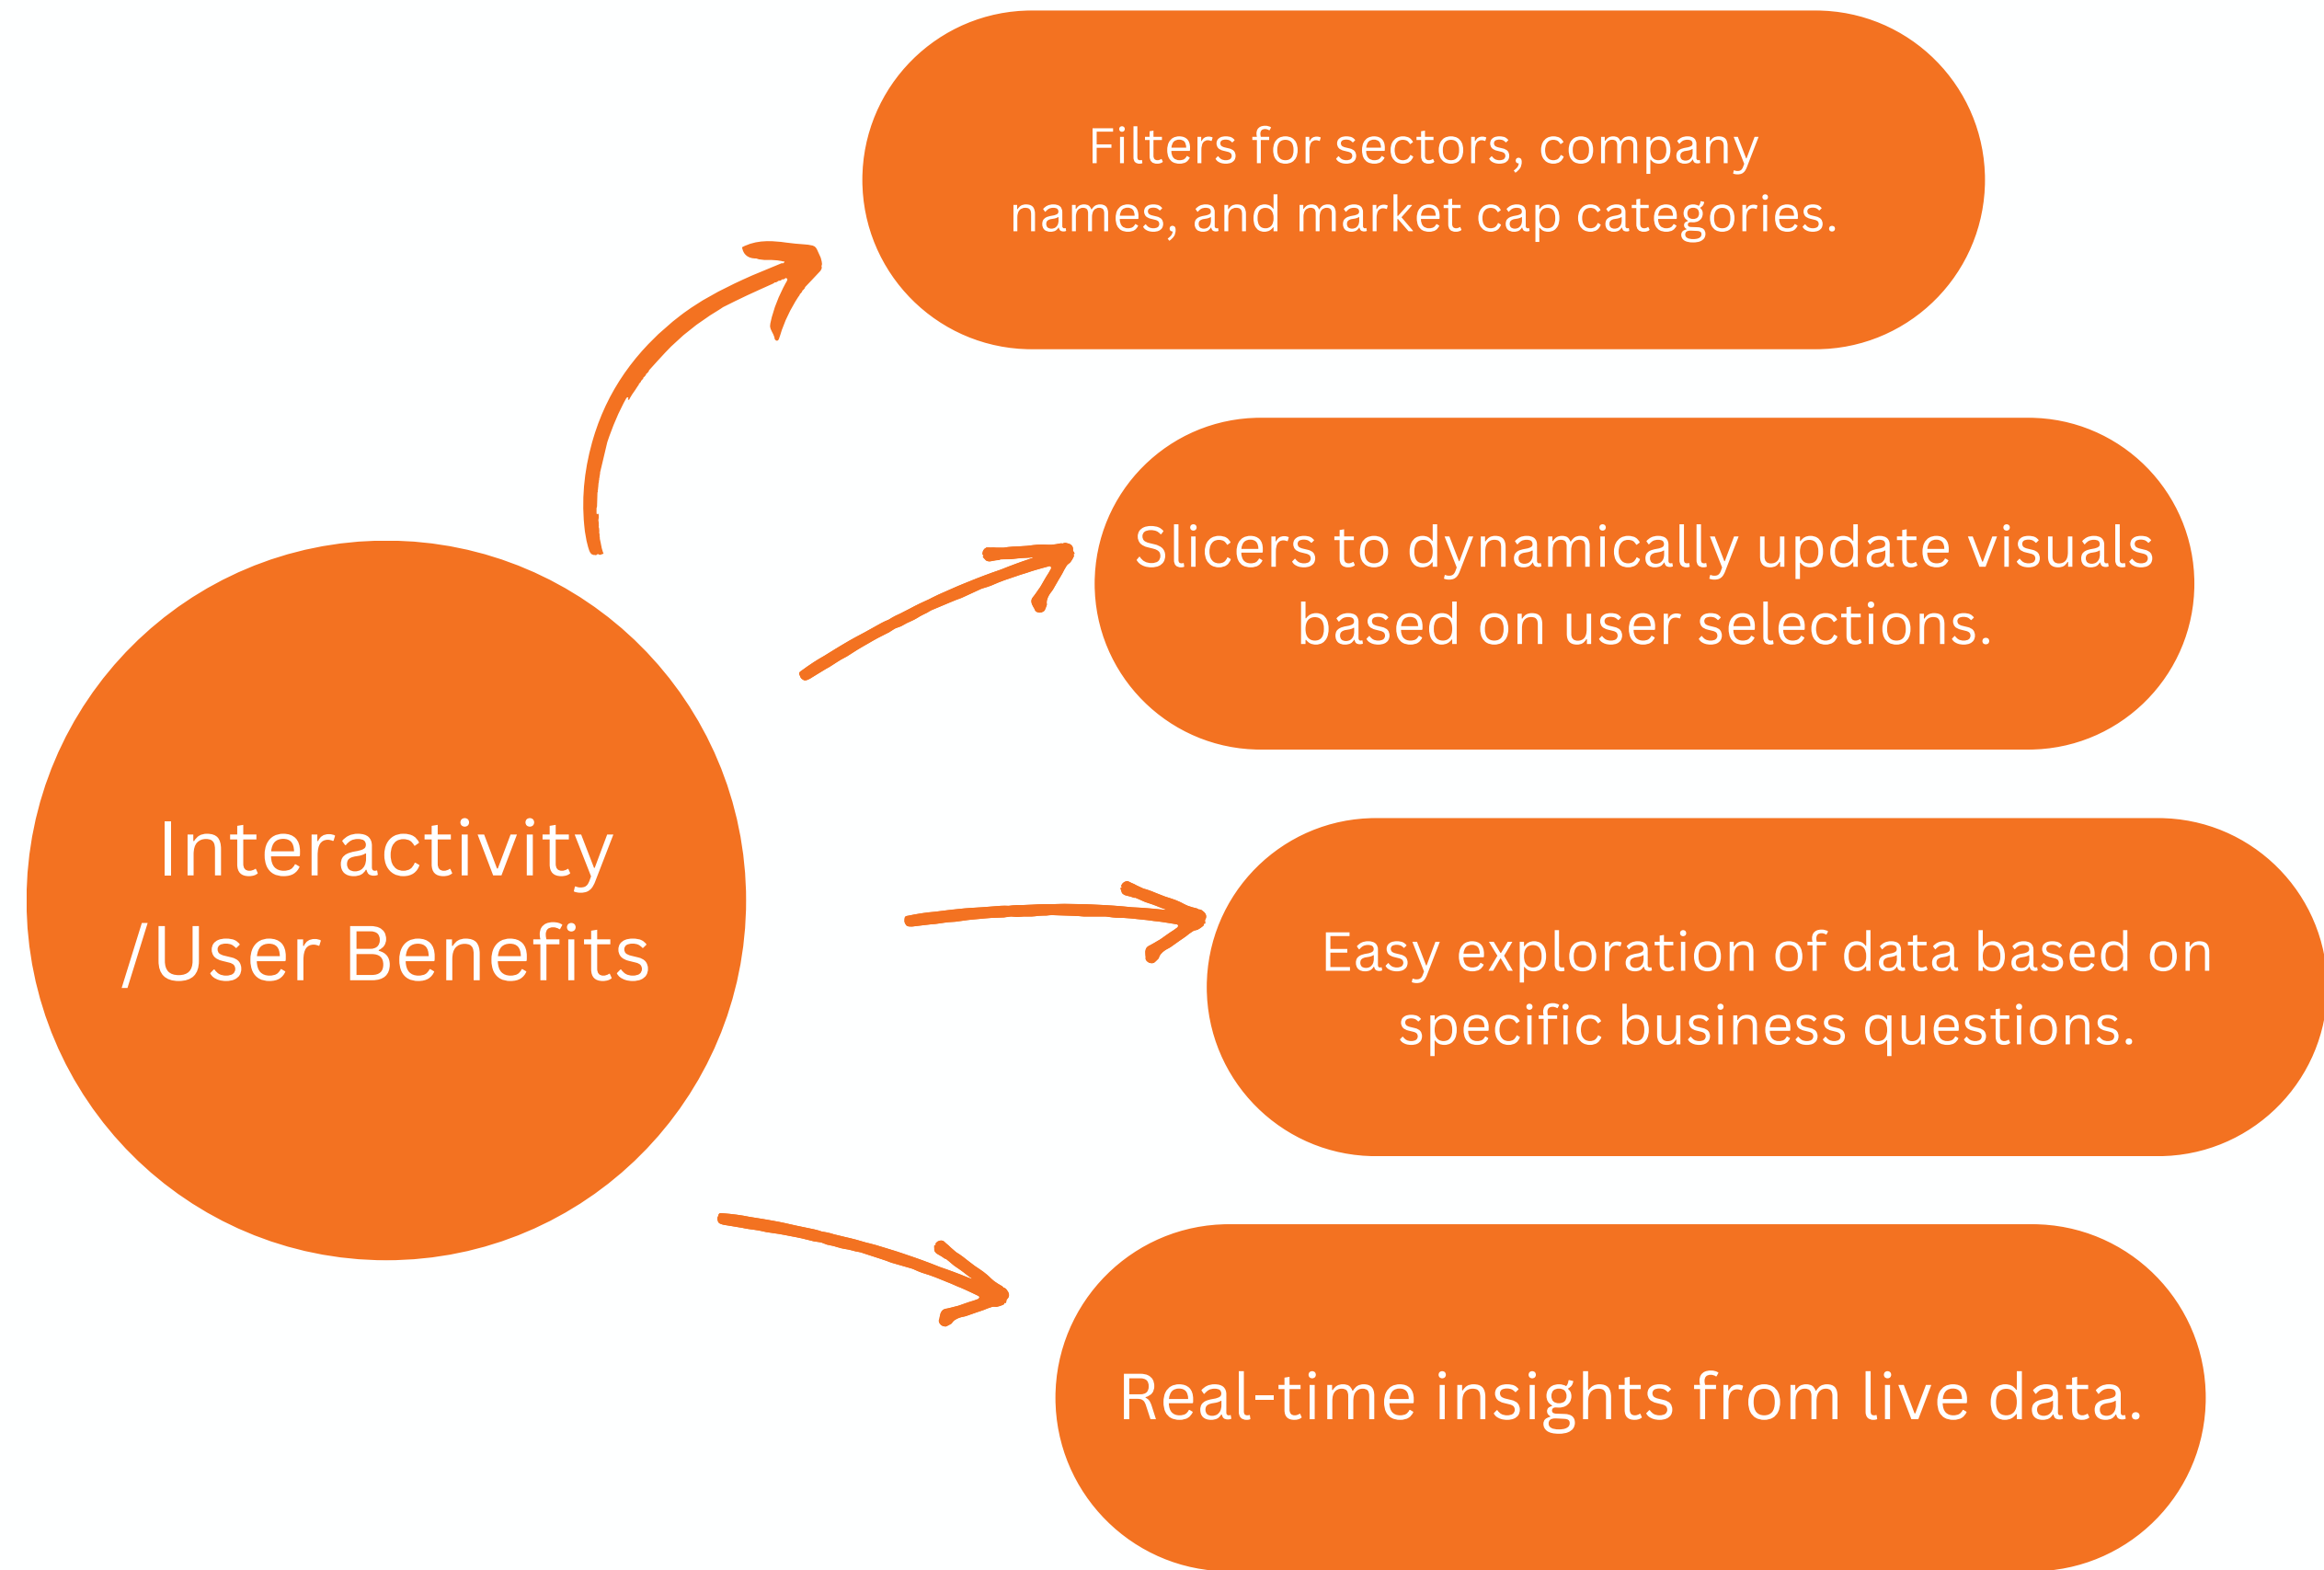 Filters for sectors, company
names, and market cap categories.
Slicers to dynamically update visuals
based on user selections.
Interactivity
/User Benefits
Easy exploration of data based on
specific business questions.
Real-time insights from live data.